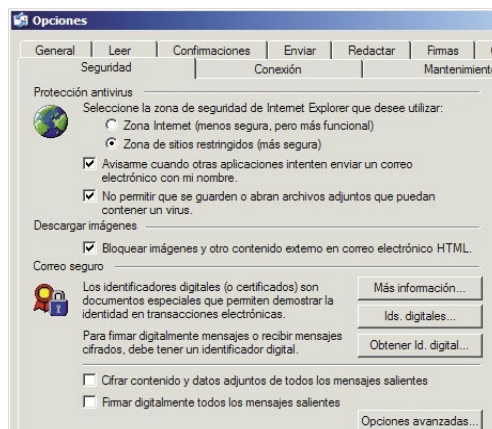 Opciones
General Leer Confirmaciones Enviar Redactar Firmas
Seguridad Conexión Mantenimiento
Protección antivirus
Seleccione la zona de seguridad de Internet Explorer que desee utilizar:
Zona Internet (menos segura, pero más funcional)
Zona de sitios restringidos (más segura)
Avisarme cuando otras aplicaciones intenten enviar un correo
electrónico con mi nombre.
No permitir que se guarden o abran archivos adjuntos que puedan
contener un virus.
Descargar imágenes
Bloquear imágenes y otro contenido externo en correo electrónico HTML.
Correo seguro
Los identificadores digitales (o certificados) son
documentos especiales que permiten demostrar la
identidad en transacciones electrónicas.
Más información...
Ids. digitales...
Para firmar digitalmente mensajes o recibir mensajes
cifrados, debe tener un identificador digital.
Obtener Id. digital...
Cifrar contenido y datos adjuntos de todos los mensajes salientes
Firmar digitalmente todos los mensajes salientes
Opciones avanzadas...